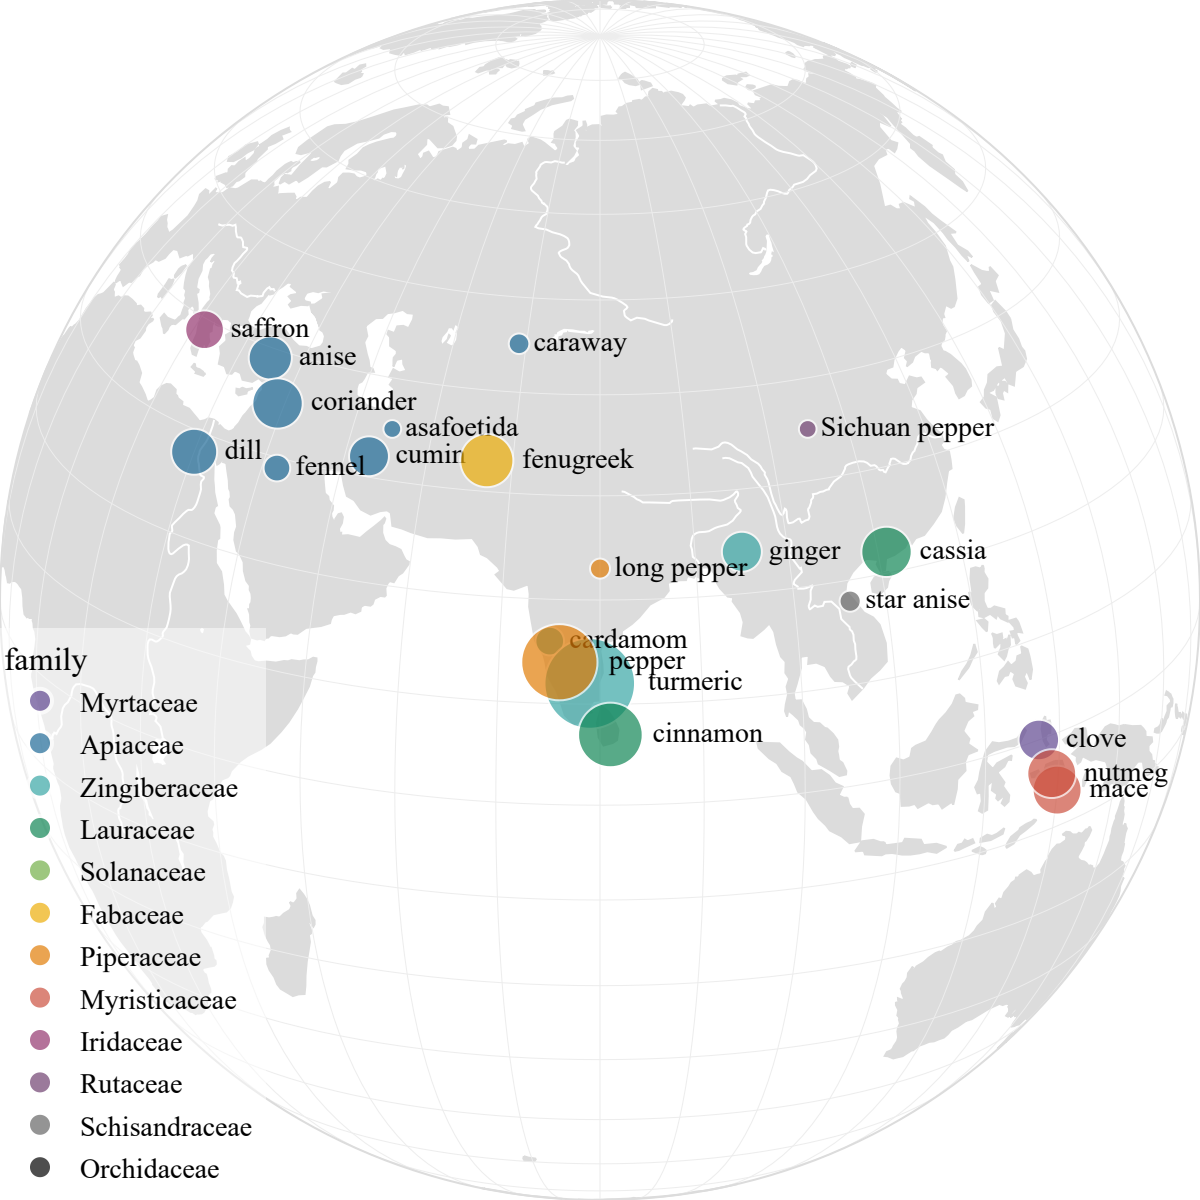 saffron
caraway
anise
coriander
asafoetida
Sichuan pepper
dill
cumin
fenugreek
fennel
ginger
cassia
long pepper
star anise
cardamom
pepper
turmeric
cinnamon
clove
nutmeg
mace
family
Myrtaceae
Apiaceae
Zingiberaceae
Lauraceae
Solanaceae
Fabaceae
Piperaceae
Myristicaceae
Iridaceae
Rutaceae
Schisandraceae
Orchidaceae